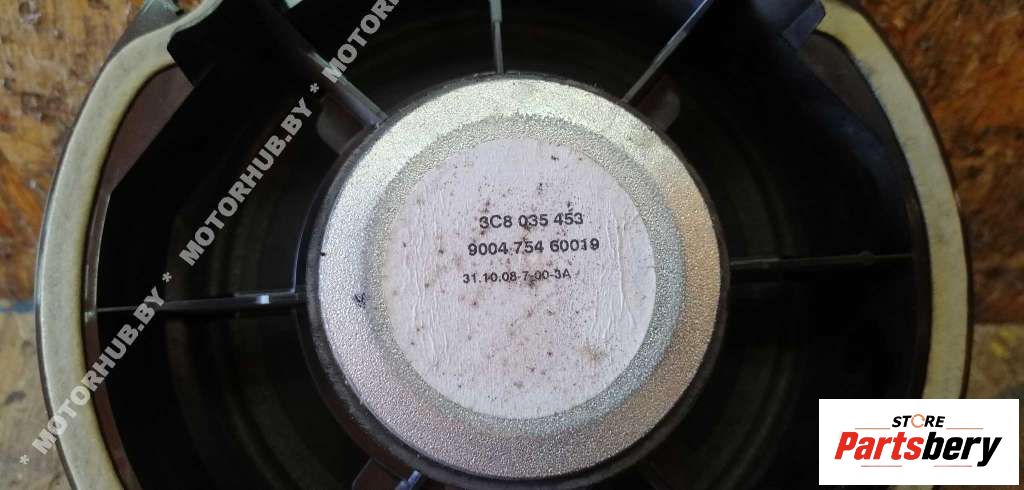 * MOTORHUB.BY * MOTORHUB.BY * MOTORHUB.BY
3C8 035 453
9004 754 60019
31.10.08-7-00-3A
STORE
Partsbery